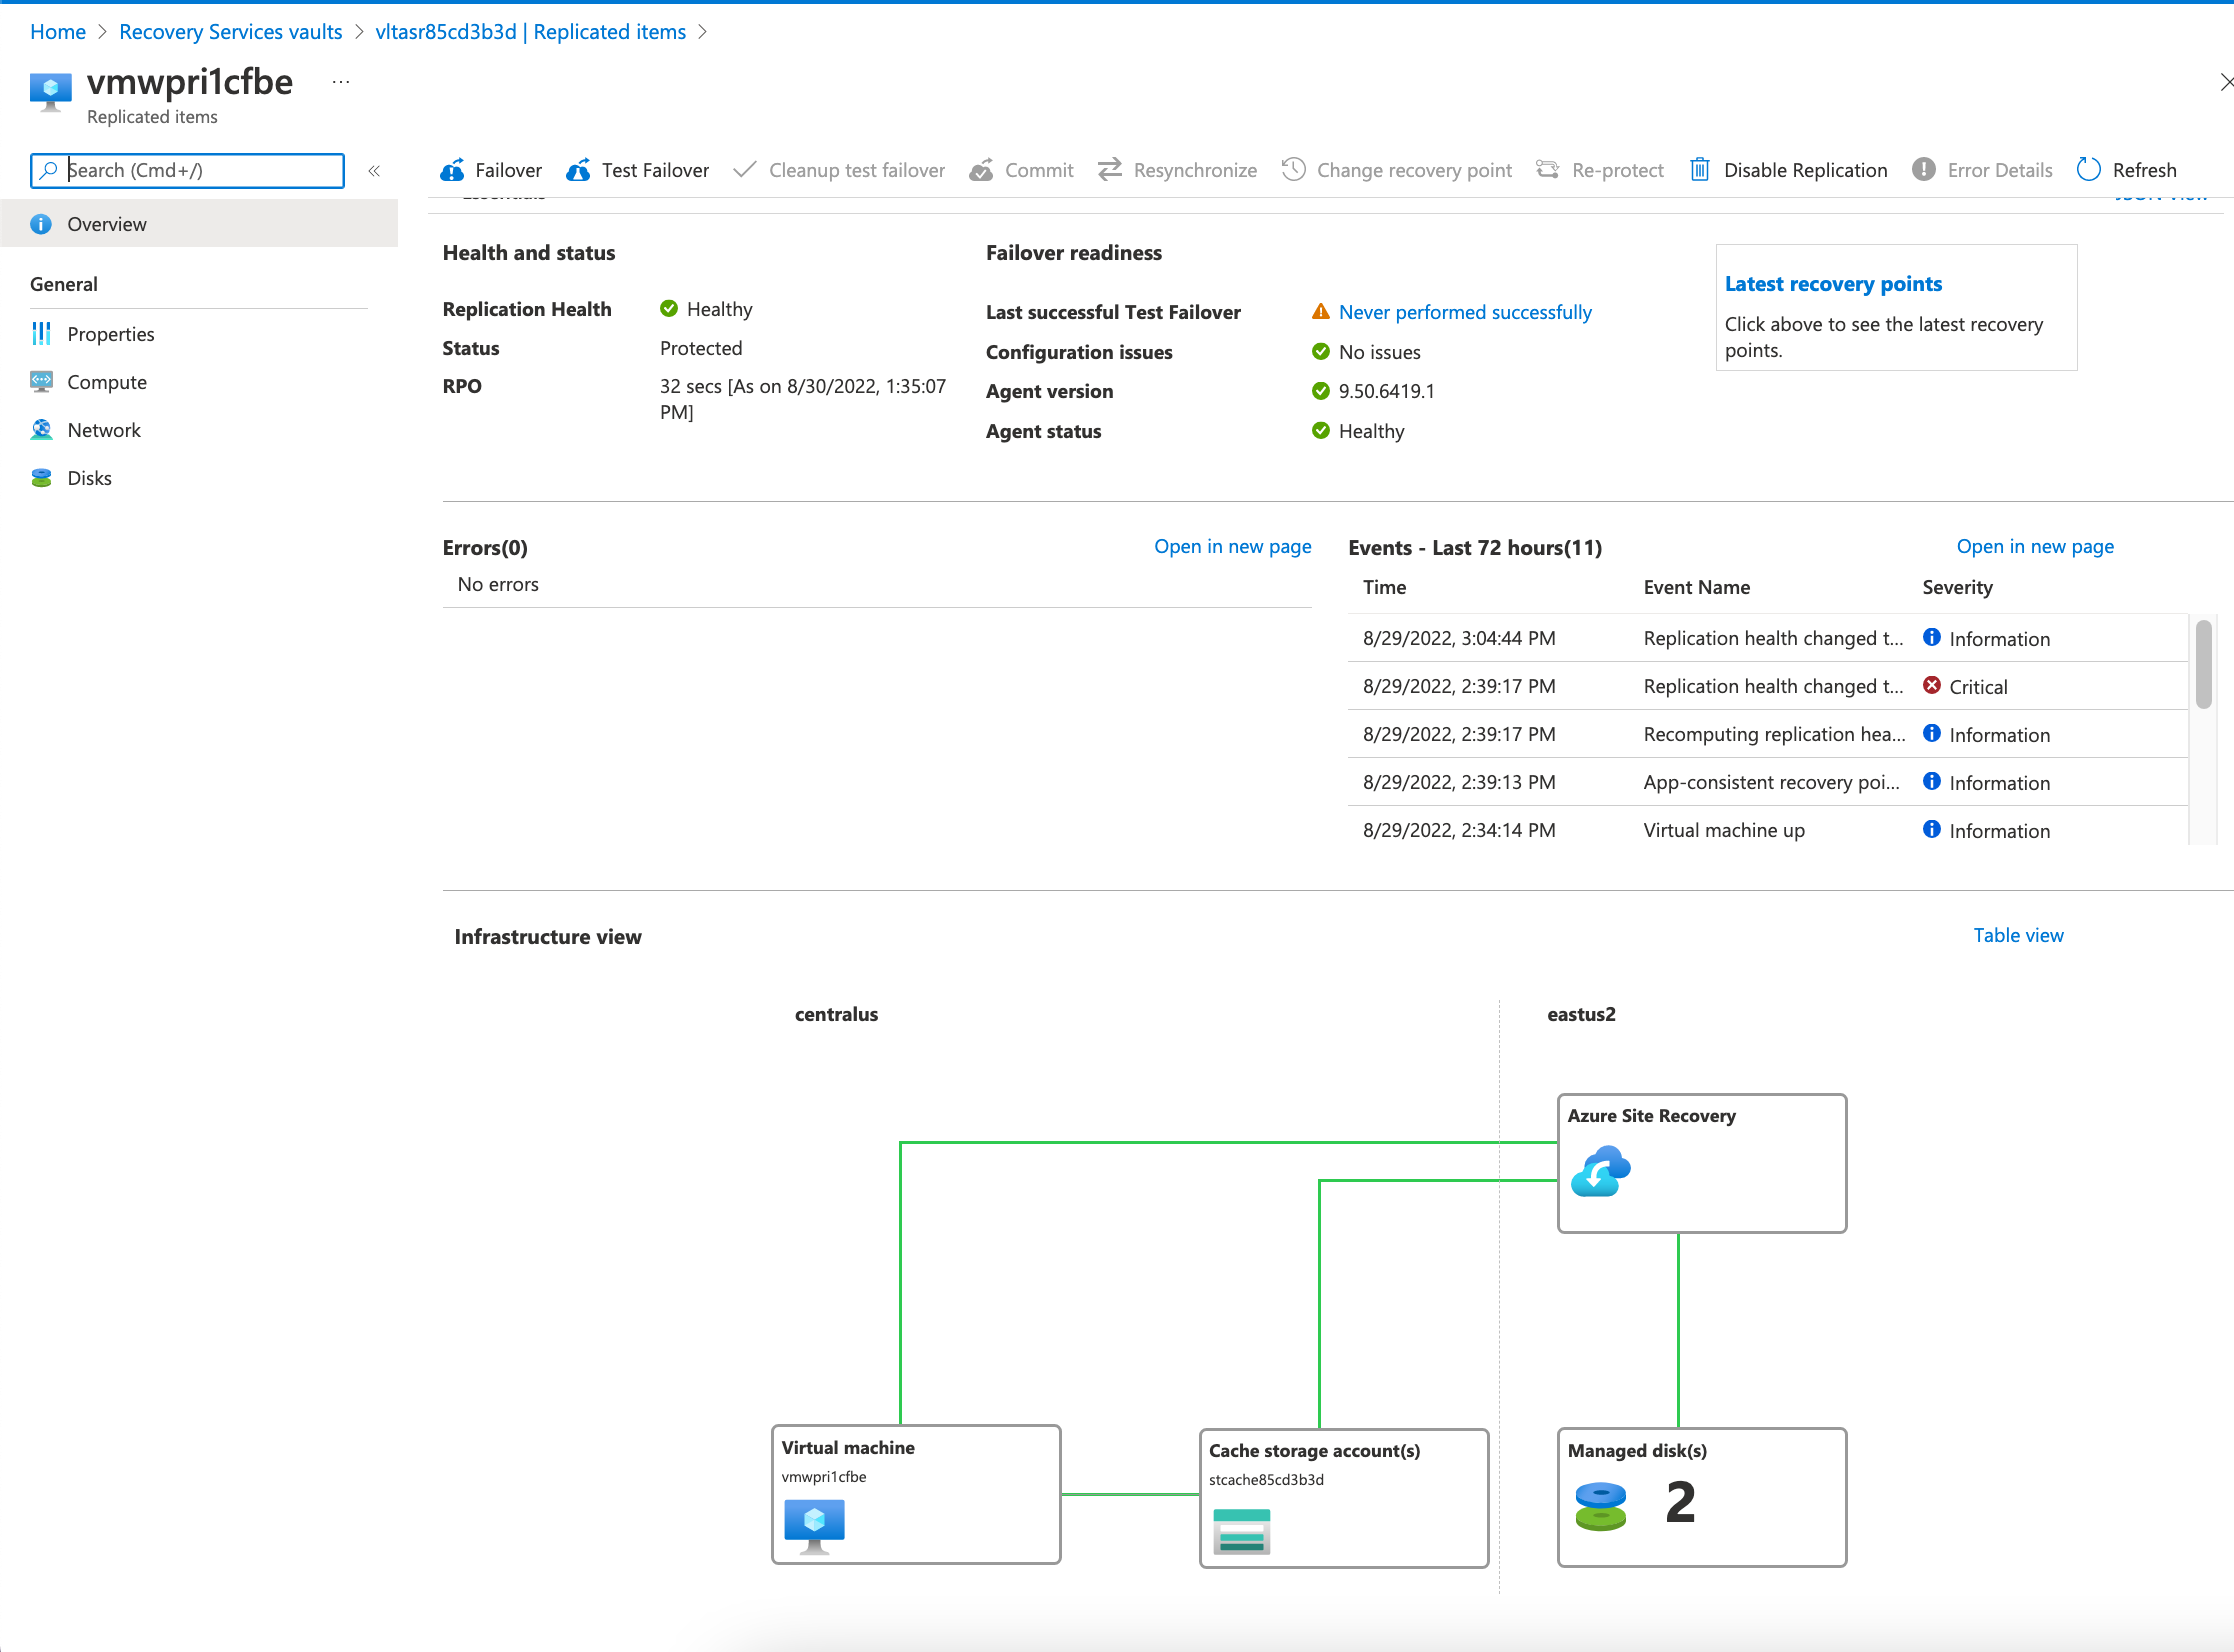 Home > Recovery Services vaults > vltasr85cd3b3d | Replicated items >
vmwpri1cfbe ...
Replicated items
Search (Cmd+/)
«
Failover Test Failover Cleanup test failover Commit Resynchronize Change recovery point Re-protect Disable Replication Error Details Refresh
Essentials JSON View
Overview
General
Properties
Compute
Network
Disks
Health and status
Replication Health Healthy
Status Protected
RPO 32 secs [As on 8/30/2022, 1:35:07
PM]
Failover readiness
Last successful Test Failover Never performed successfully
Configuration issues No issues
Agent version 9.50.6419.1
Agent status Healthy
Latest recovery points
Click above to see the latest recovery
points.
Errors(0) Open in new page
No errors
Events - Last 72 hours(11) Open in new page
Time Event Name Severity
8/29/2022, 3:04:44 PM Replication health changed t... Information
8/29/2022, 2:39:17 PM Replication health changed t... Critical
8/29/2022, 2:39:17 PM Recomputing replication hea... Information
8/29/2022, 2:39:13 PM App-consistent recovery poi... Information
8/29/2022, 2:34:14 PM Virtual machine up Information
Infrastructure view Table view
centralus eastus2
Azure Site Recovery
Virtual machine
vmwpri1cfbe
Cache storage account(s)
stcache85cd3b3d
Managed disk(s)
2